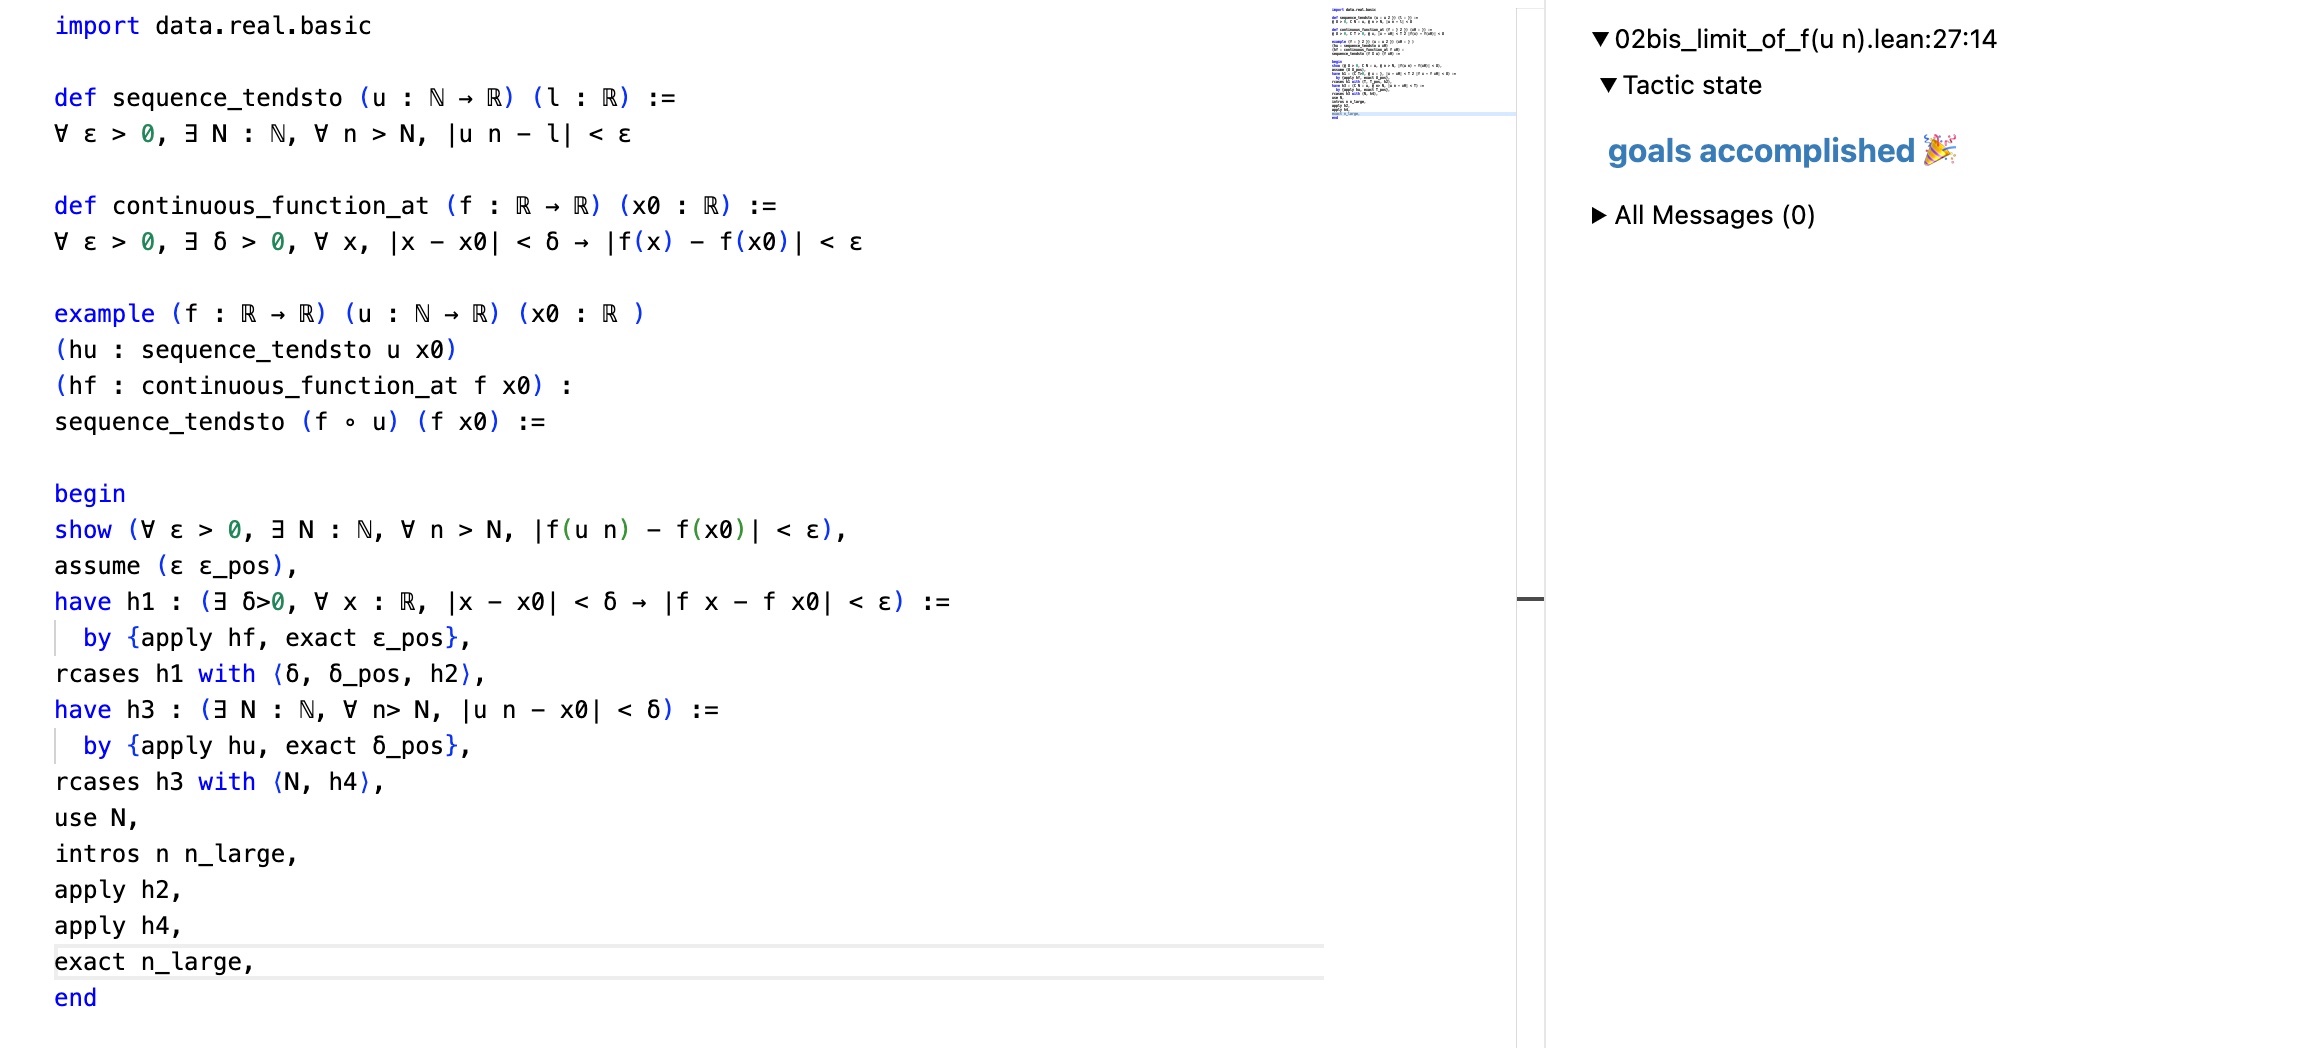 import data.real.basic
def sequence_tendsto (u : ℕ → ℝ) (l : ℝ) :=
∀ ε > 0, ∃ N : ℕ, ∀ n > N, |u n − l| < ε
def continuous_function_at (f : ℝ → ℝ) (x0 : ℝ) :=
∀ ε > 0, ∃ δ > 0, ∀ x, |x − x0| < δ → |f(x) − f(x0)| < ε
example (f : ℝ → ℝ) (u : ℕ → ℝ) (x0 : ℝ )
(hu : sequence_tendsto u x0)
(hf : continuous_function_at f x0) :
sequence_tendsto (f ∘ u) (f x0) :=
begin
show (∀ ε > 0, ∃ N : ℕ, ∀ n > N, |f(u n) − f(x0)| < ε),
assume (ε ε_pos),
have h1 : (∃ δ>0, ∀ x : ℝ, |x − x0| < δ → |f x − f x0| < ε) :=
by {apply hf, exact ε_pos},
rcases h1 with ⟨δ, δ_pos, h2⟩,
have h3 : (∃ N : ℕ, ∀ n> N, |u n − x0| < δ) :=
by {apply hu, exact δ_pos},
rcases h3 with ⟨N, h4⟩,
use N,
intros n n_large,
apply h2,
apply h4,
exact n_large,
end
▼ 02bis_limit_of_f(u n).lean:27:14
▼ Tactic state
goals accomplished 🎉
▶ All Messages (0)